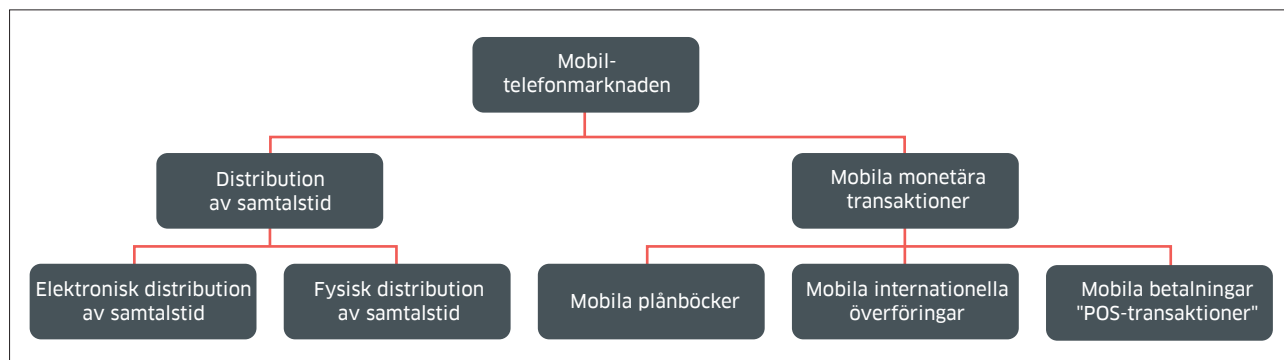 Mobil-
telefonmarknaden
Distribution
av samtalstid
Mobila monetära
transaktioner
Elektronisk distribution
av samtalstid
Fysisk distribution
av samtalstid
Mobila plånböcker
Mobila internationella
överföringar
Mobila betalningar
"POS-transaktioner"